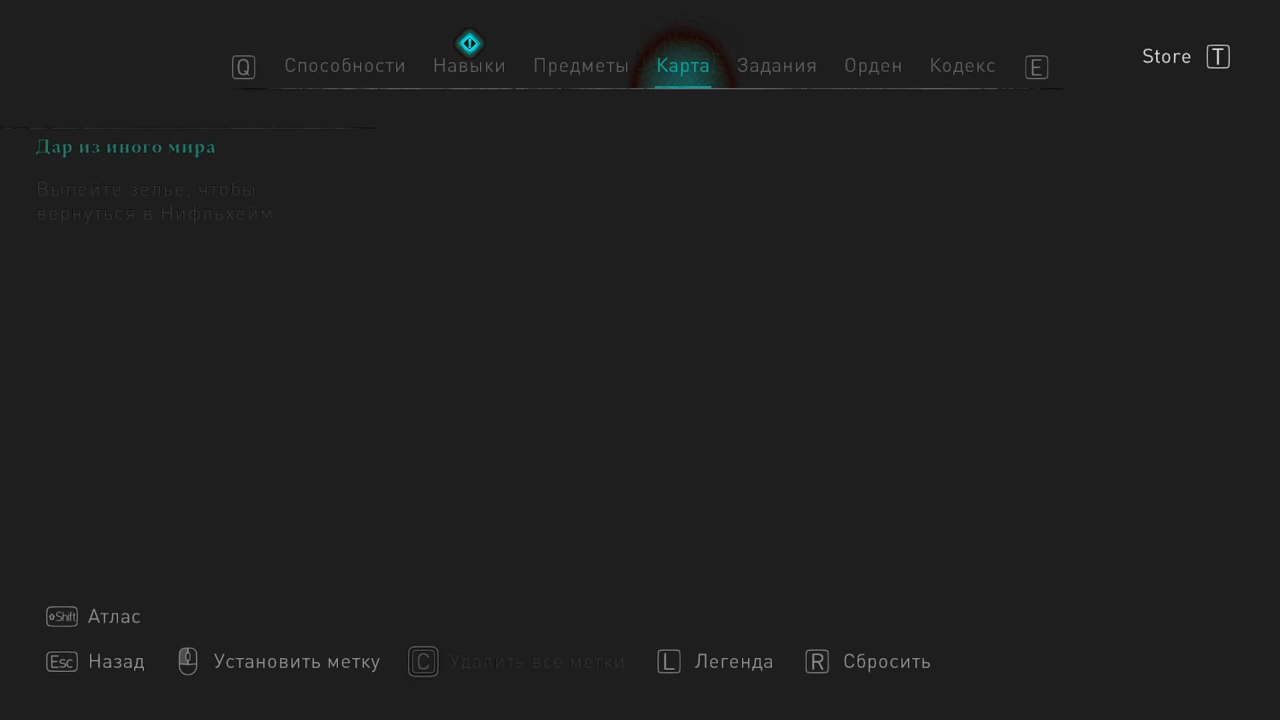 Q Способности Навыки Предметы Карта Задания Орден Кодекс E
Store T
Дар из иного мира
Выпейте зелье, чтобы
вернуться в Нифльхейм
Shift Атлас
Esc Назад Установить метку C Удалить все метки L Легенда R Сбросить